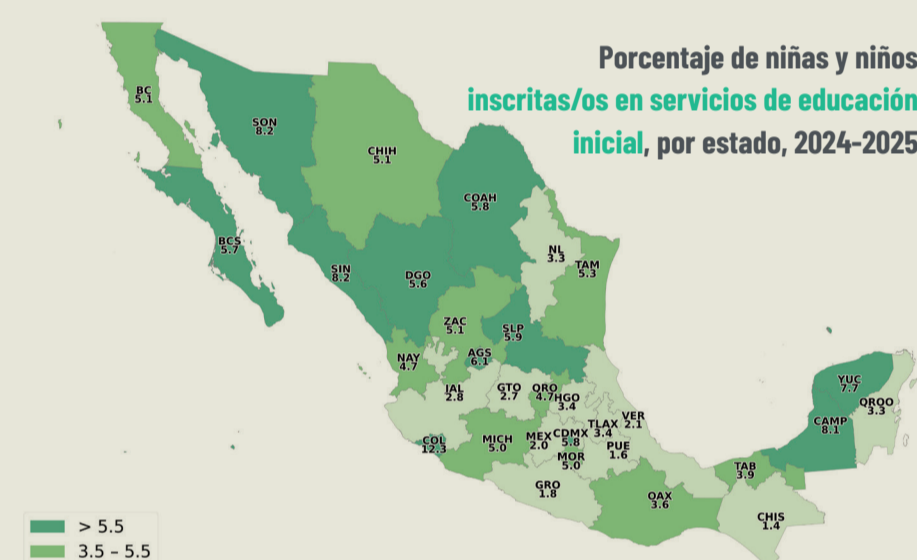 Porcentaje de niñas y niños
inscritas/os en servicios de educación
inicial, por estado, 2024-2025
BC
5.1
SON
8.2
CHIH
5.1
COAH
5.8
BCS
5.7
SIN
8.2
DGO
5.6
NL
3.3
TAM
5.3
ZAC
5.1
SLP
5.9
NAY
4.7
AGS
6.1
JAL
2.8
GTO
2.7
QRO
4.7
HGO
3.4
YUC
7.7
QROO
3.3
CAMP
8.1
COL
12.3
MICH
5.0
MEX
2.0
CDMX
5.8
TLAX
3.4
VER
2.1
PUE
1.6
MOR
5.0
GRO
1.8
OAX
3.6
TAB
3.9
CHIS
1.4
> 5.5
3.5 – 5.5